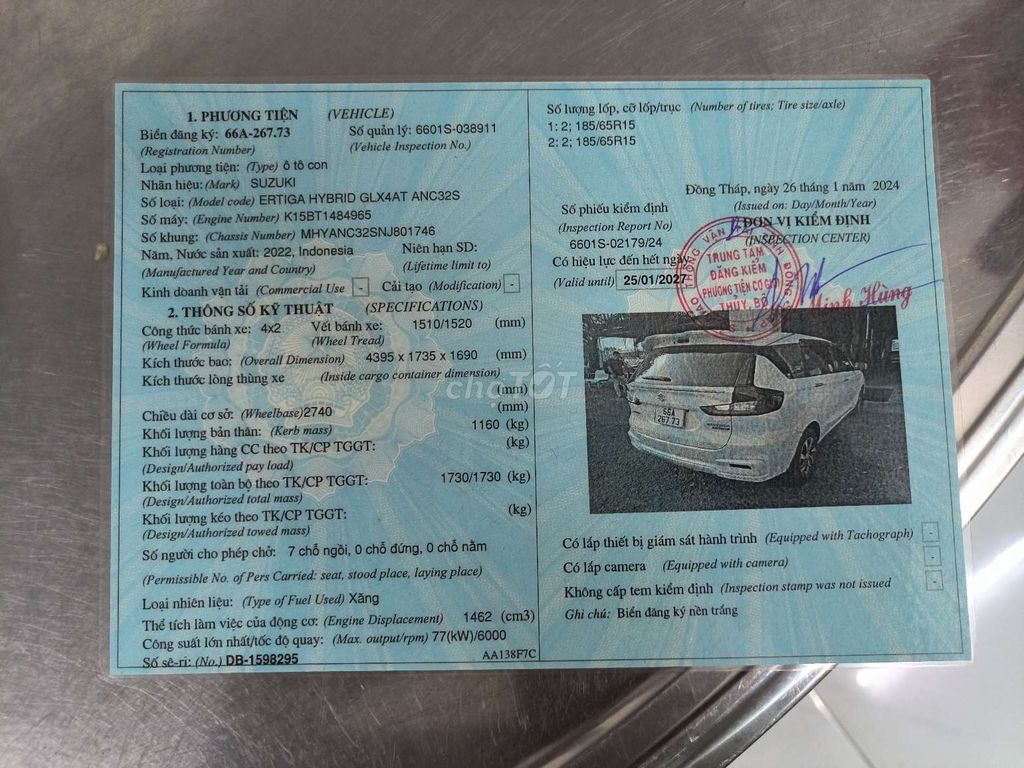 1. PHƯƠNG TIỆN (VEHICLE)
Biển đăng ký: 66A-267.73 Số quản lý: 6601S-038911
(Registration Number) (Vehicle Inspection No.)
Loại phương tiện: (Type) ô tô con
Nhãn hiệu: (Mark) SUZUKI
Số loại: (Model code) ERTIGA HYBRID GLX4AT ANC32S
Số máy: (Engine Number) K15BT1484965
Số khung: (Chassis Number) MHYANC32SNJ801746
Năm, Nước sản xuất: 2022, Indonesia Niên hạn SD:
(Manufactured Year and Country) (Lifetime limit to)
Kinh doanh vận tải (Commercial Use - Cải tạo (Modification) -
2. THÔNG SỐ KỸ THUẬT (SPECIFICATIONS)
Công thức bánh xe: 4x2 Vết bánh xe: 1510/1520 (mm)
(Wheel Formula) (Wheel Tread)
Kích thước bao: (Overall Dimension) 4395 x 1735 x 1690 (mm)
Kích thước lòng thùng xe (Inside cargo container dimension)
(mm)
Chiều dài cơ sở: (Wheelbase) 2740 (mm)
Khối lượng bản thân: (Kerb mass) 1160 (kg)
Khối lượng hàng CC theo TK/CP TGGT: (kg)
(Design/Authorized pay load)
Khối lượng toàn bộ theo TK/CP TGGT: 1730/1730 (kg)
(Design/Authorized total mass)
Khối lượng kéo theo TK/CP TGGT: (kg)
(Design/Authorized towed mass)
Số người cho phép chở: 7 chỗ ngồi, 0 chỗ đứng, 0 chỗ nằm
(Permissible No. of Pers Carried: seat, stood place, laying place)
Loại nhiên liệu: (Type of Fuel Used) Xăng
Thể tích làm việc của động cơ: (Engine Displacement) 1462 (cm3)
Công suất lớn nhất/tốc độ quay: (Max. output/rpm) 77(kW)/6000
Số sê-ri: (No.) DB-1598295 AA138F7C
Số lượng lốp, cỡ lốp/trục (Number of tires; Tire size/axle)
1: 2; 185/65R15
2: 2; 185/65R15
Đồng Tháp, ngày 26 tháng 1 năm 2024
Số phiếu kiểm định (Issued on: Day/Month/Year)
(Inspection Report No) ĐƠN VỊ KIỂM ĐỊNH
6601S-02179/24 (INSPECTION CENTER)
Có hiệu lực đến hết ngày
(Valid until) 25/01/2027
TRUNG TÂM
ĐĂNG KIỂM
PHƯƠNG TIỆN CƠ GIỚI
THỦY, BỘ
Minh Hùng
66A
267.73
Có lắp thiết bị giám sát hành trình (Equipped with Tachograph) -
Có lắp camera (Equipped with camera) -
Không cấp tem kiểm định (Inspection stamp was not issued -
Ghi chú: Biển đăng ký nền trắng
chợTỐT